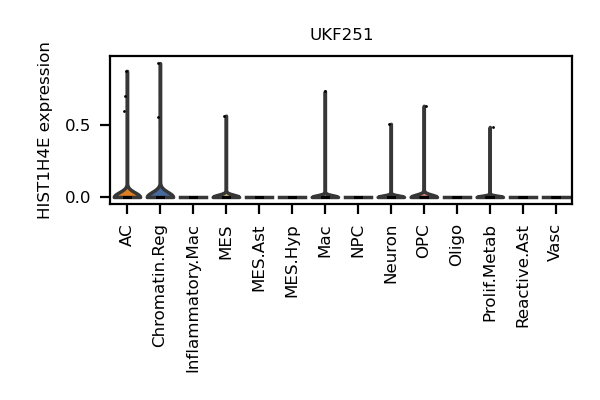 UKF251
HIST1H4E expression
0.5
0.0
AC
Chromatin.Reg
Inflammatory.Mac
MES
MES.Ast
MES.Hyp
Mac
NPC
Neuron
OPC
Oligo
Prolif.Metab
Reactive.Ast
Vasc